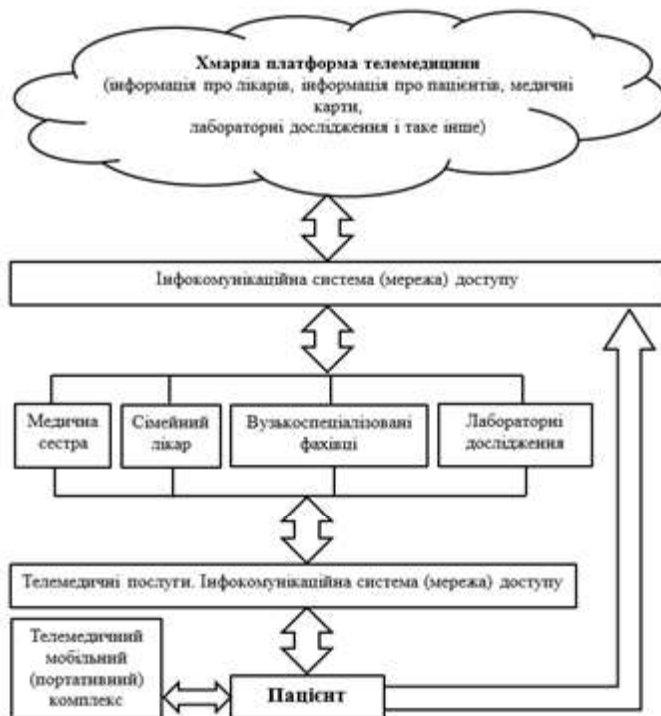 Хмарна платформа телемедицини
(інформація про лікарів, інформація про пацієнтів, медичні
карти,
лабораторні дослідження і таке інше)
Інфокомунікаційна система (мережа) доступу
Медична
сестра
Сімейний
лікар
Вузькоспеціалізовані
фахівці
Лабораторні
дослідження
Телемедичні послуги. Інфокомунікаційна система (мережа) доступу
Телемедичний
мобільний
(портативний)
комплекс
Пацієнт